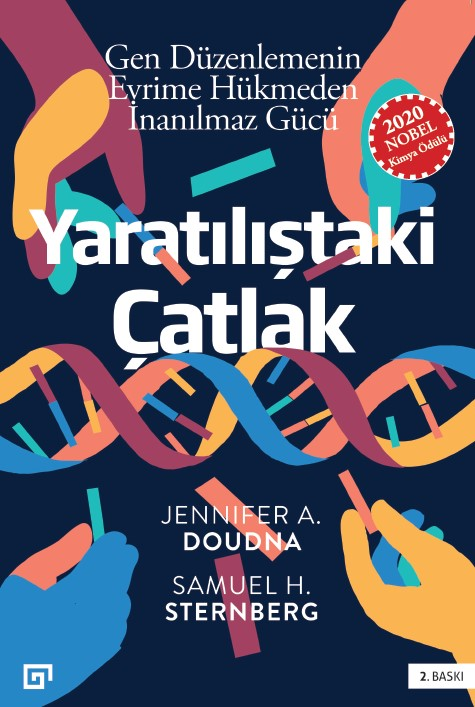 Gen Düzenlemenin
Evrime Hükmeden
İnanılmaz Gücü
2020
NOBEL
Kimya Ödülü
Yaratılıştaki
Çatlak
JENNIFER A.
DOUDNA
SAMUEL H.
STERNBERG
2. BASKI